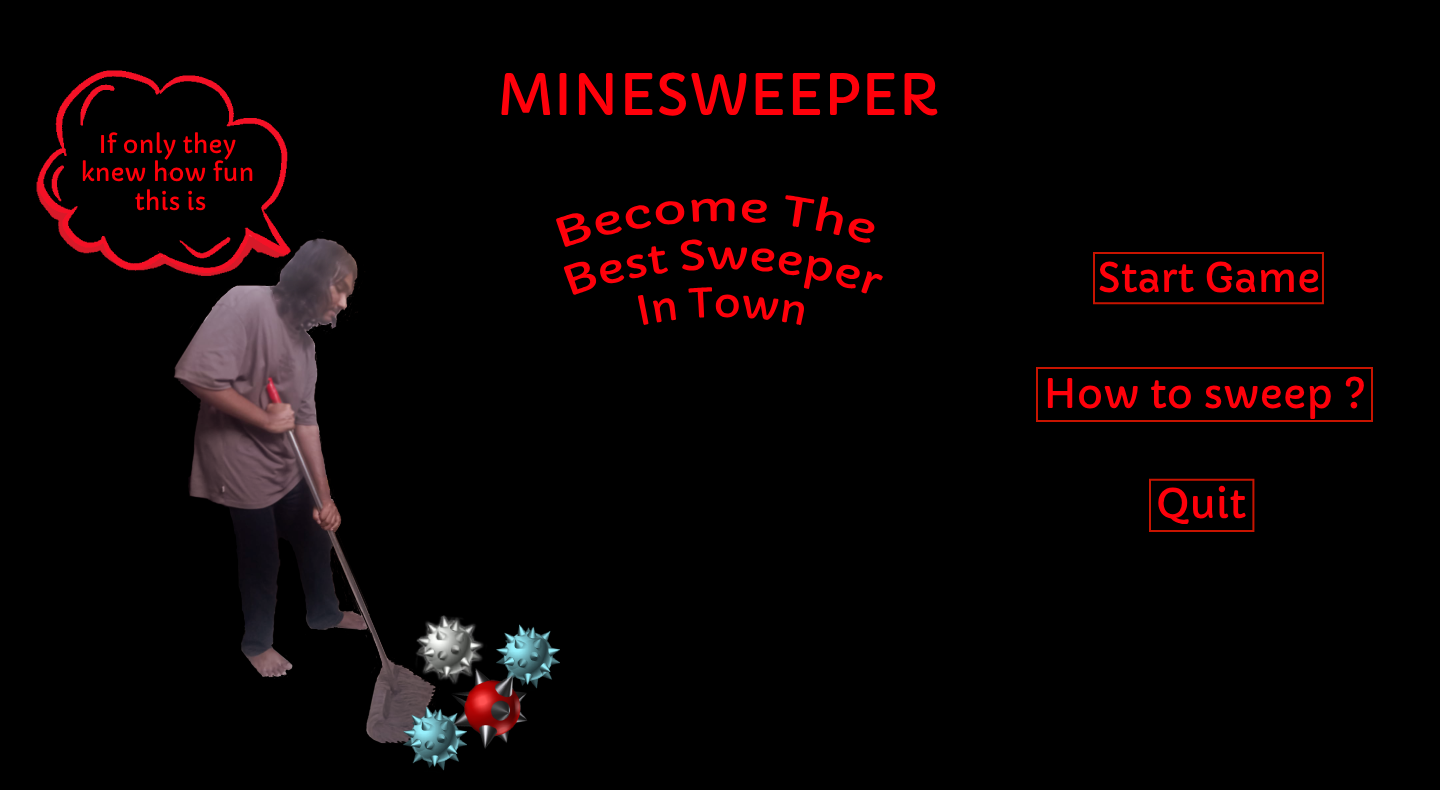 MINESWEEPER
If only they
knew how fun
this is
Become The
Best Sweeper
In Town
Start Game
How to sweep ?
Quit